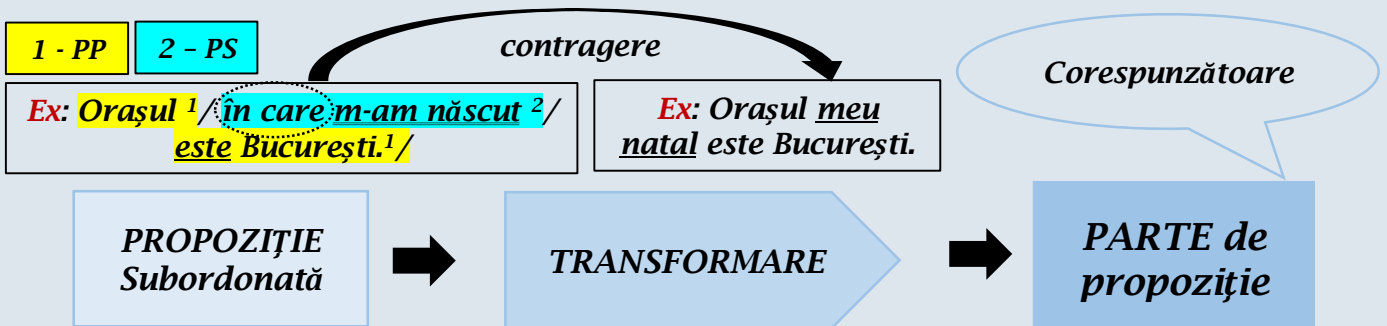 1 - PP
2 – PS
contragere
Corespunzătoare
Ex: Orașul ¹/ în care m-am născut ²/
este București.¹/
Ex: Orașul meu
natal este București.
PROPOZIȚIE
Subordonată
TRANSFORMARE
PARTE de
propoziție